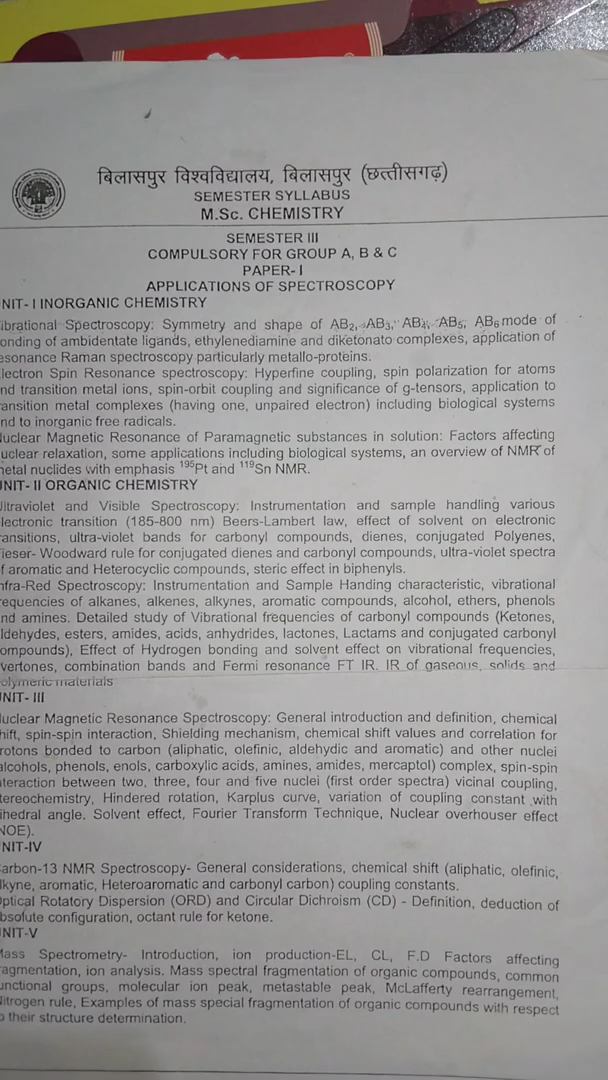 बिलासपुर विश्वविद्यालय, बिलासपुर (छत्तीसगढ़)
SEMESTER SYLLABUS
M.Sc. CHEMISTRY
SEMESTER III
COMPULSORY FOR GROUP A, B & C
PAPER- I
APPLICATIONS OF SPECTROSCOPY
NIT- I INORGANIC CHEMISTRY
ibrational Spectroscopy: Symmetry and shape of AB₂, AB₃, AB₄, AB₅, AB₆ mode of
onding of ambidentate ligands, ethylenediamine and diketonato complexes, application of
esonance Raman spectroscopy particularly metallo-proteins.
lectron Spin Resonance spectroscopy: Hyperfine coupling, spin polarization for atoms
nd transition metal ions, spin-orbit coupling and significance of g-tensors, application to
ansition metal complexes (having one, unpaired electron) including biological systems
nd to inorganic free radicals.
uclear Magnetic Resonance of Paramagnetic substances in solution: Factors affecting
uclear relaxation, some applications including biological systems, an overview of NMR of
etal nuclides with emphasis ¹⁹⁵Pt and ¹¹⁹Sn NMR.
NIT- II ORGANIC CHEMISTRY
ltraviolet and Visible Spectroscopy: Instrumentation and sample handling various
lectronic transition (185-800 nm) Beers-Lambert law, effect of solvent on electronic
ansitions, ultra-violet bands for carbonyl compounds, dienes, conjugated Polyenes,
ieser- Woodward rule for conjugated dienes and carbonyl compounds, ultra-violet spectra
f aromatic and Heterocyclic compounds, steric effect in biphenyls.
nfra-Red Spectroscopy: Instrumentation and Sample Handing characteristic, vibrational
equencies of alkanes, alkenes, alkynes, aromatic compounds, alcohol, ethers, phenols
nd amines. Detailed study of Vibrational frequencies of carbonyl compounds (Ketones,
ldehydes, esters, amides, acids, anhydrides, lactones, Lactams and conjugated carbonyl
ompounds), Effect of Hydrogen bonding and solvent effect on vibrational frequencies,
vertones, combination bands and Fermi resonance FT IR. IR of gaseous, solids and
olymeric materials
NIT- III
uclear Magnetic Resonance Spectroscopy: General introduction and definition, chemical
hift, spin-spin interaction, Shielding mechanism, chemical shift values and correlation for
rotons bonded to carbon (aliphatic, olefinic, aldehydic and aromatic) and other nuclei
alcohols, phenols, enols, carboxylic acids, amines, amides, mercaptol) complex, spin-spin
nteraction between two, three, four and five nuclei (first order spectra) vicinal coupling,
tereochemistry, Hindered rotation, Karplus curve, variation of coupling constant with
ihedral angle. Solvent effect, Fourier Transform Technique, Nuclear overhouser effect
NOE).
NIT-IV
arbon-13 NMR Spectroscopy- General considerations, chemical shift (aliphatic, olefinic,
lkyne, aromatic, Heteroaromatic and carbonyl carbon) coupling constants.
ptical Rotatory Dispersion (ORD) and Circular Dichroism (CD) - Definition, deduction of
bsolute configuration, octant rule for ketone.
UNIT-V
lass Spectrometry- Introduction, ion production-EL, CL, F.D Factors affecting
ragmentation, ion analysis. Mass spectral fragmentation of organic compounds, common
unctional groups, molecular ion peak, metastable peak, McLafferty rearrangement,
Nitrogen rule, Examples of mass special fragmentation of organic compounds with respect
o their structure determination.